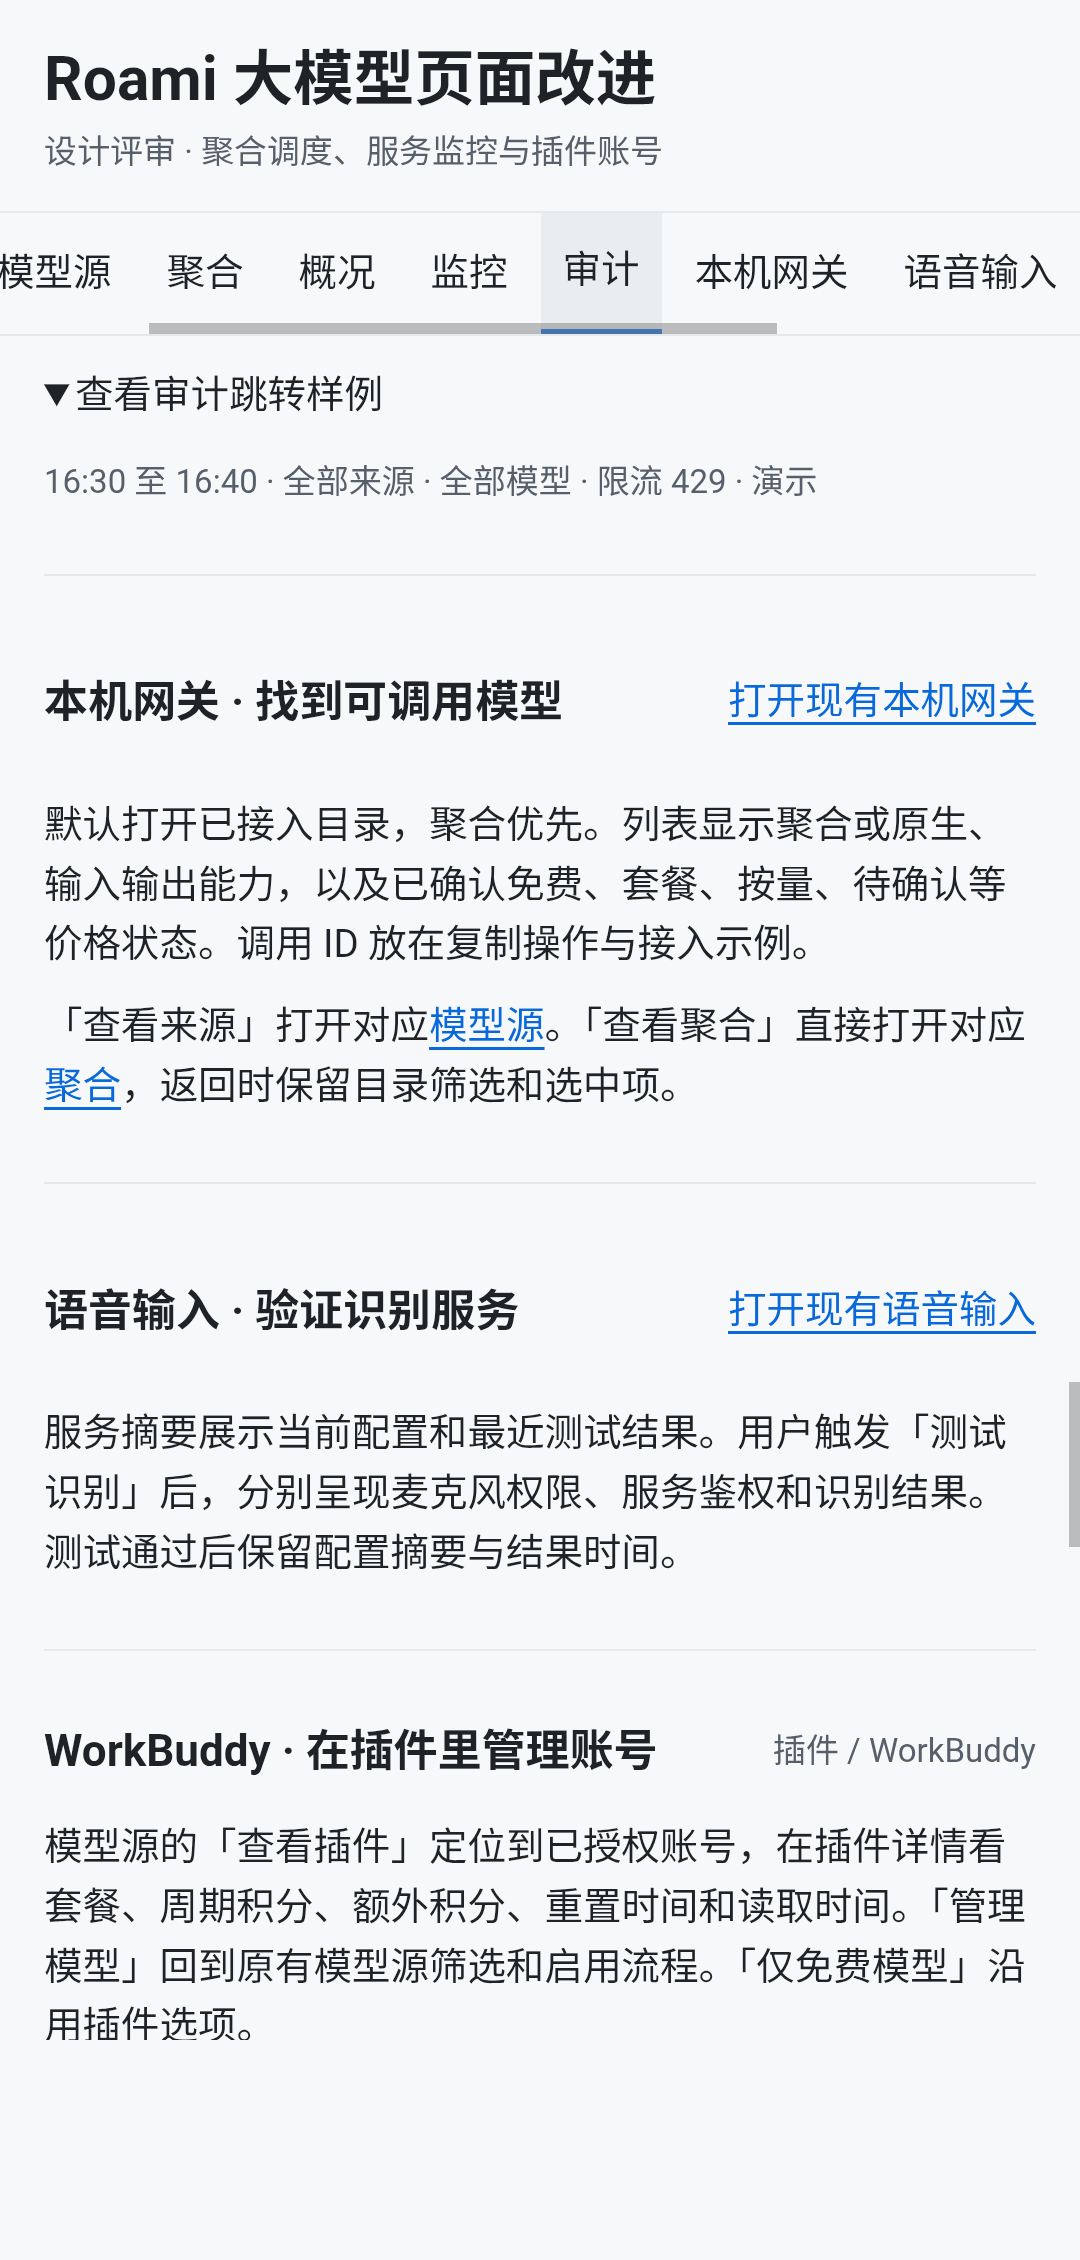 Roami 大模型页面改进
设计评审 · 聚合调度、服务监控与插件账号
模型源 聚合 概况 监控 审计 本机网关 语音输入
▼查看审计跳转样例
16:30 至 16:40 · 全部来源 · 全部模型 · 限流 429 · 演示
本机网关 · 找到可调用模型 打开现有本机网关
默认打开已接入目录，聚合优先。列表显示聚合或原生、
输入输出能力，以及已确认免费、套餐、按量、待确认等
价格状态。调用 ID 放在复制操作与接入示例。
「查看来源」打开对应模型源。「查看聚合」直接打开对应
聚合，返回时保留目录筛选和选中项。
语音输入 · 验证识别服务 打开现有语音输入
服务摘要展示当前配置和最近测试结果。用户触发「测试
识别」后，分别呈现麦克风权限、服务鉴权和识别结果。
测试通过后保留配置摘要与结果时间。
WorkBuddy · 在插件里管理账号 插件 / WorkBuddy
模型源的「查看插件」定位到已授权账号，在插件详情看
套餐、周期积分、额外积分、重置时间和读取时间。「管理
模型」回到原有模型源筛选和启用流程。「仅免费模型」沿
用插件选项。